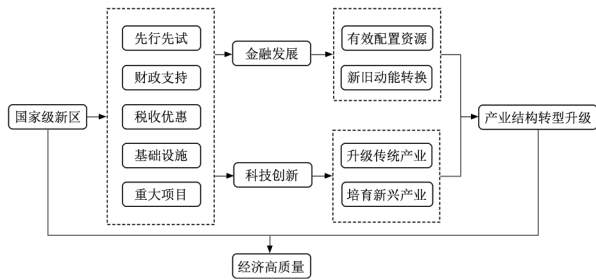 国家级新区
先行先试
财政支持
税收优惠
基础设施
重大项目
金融发展
科技创新
有效配置资源
新旧动能转换
升级传统产业
培育新兴产业
产业结构转型升级
经济高质量